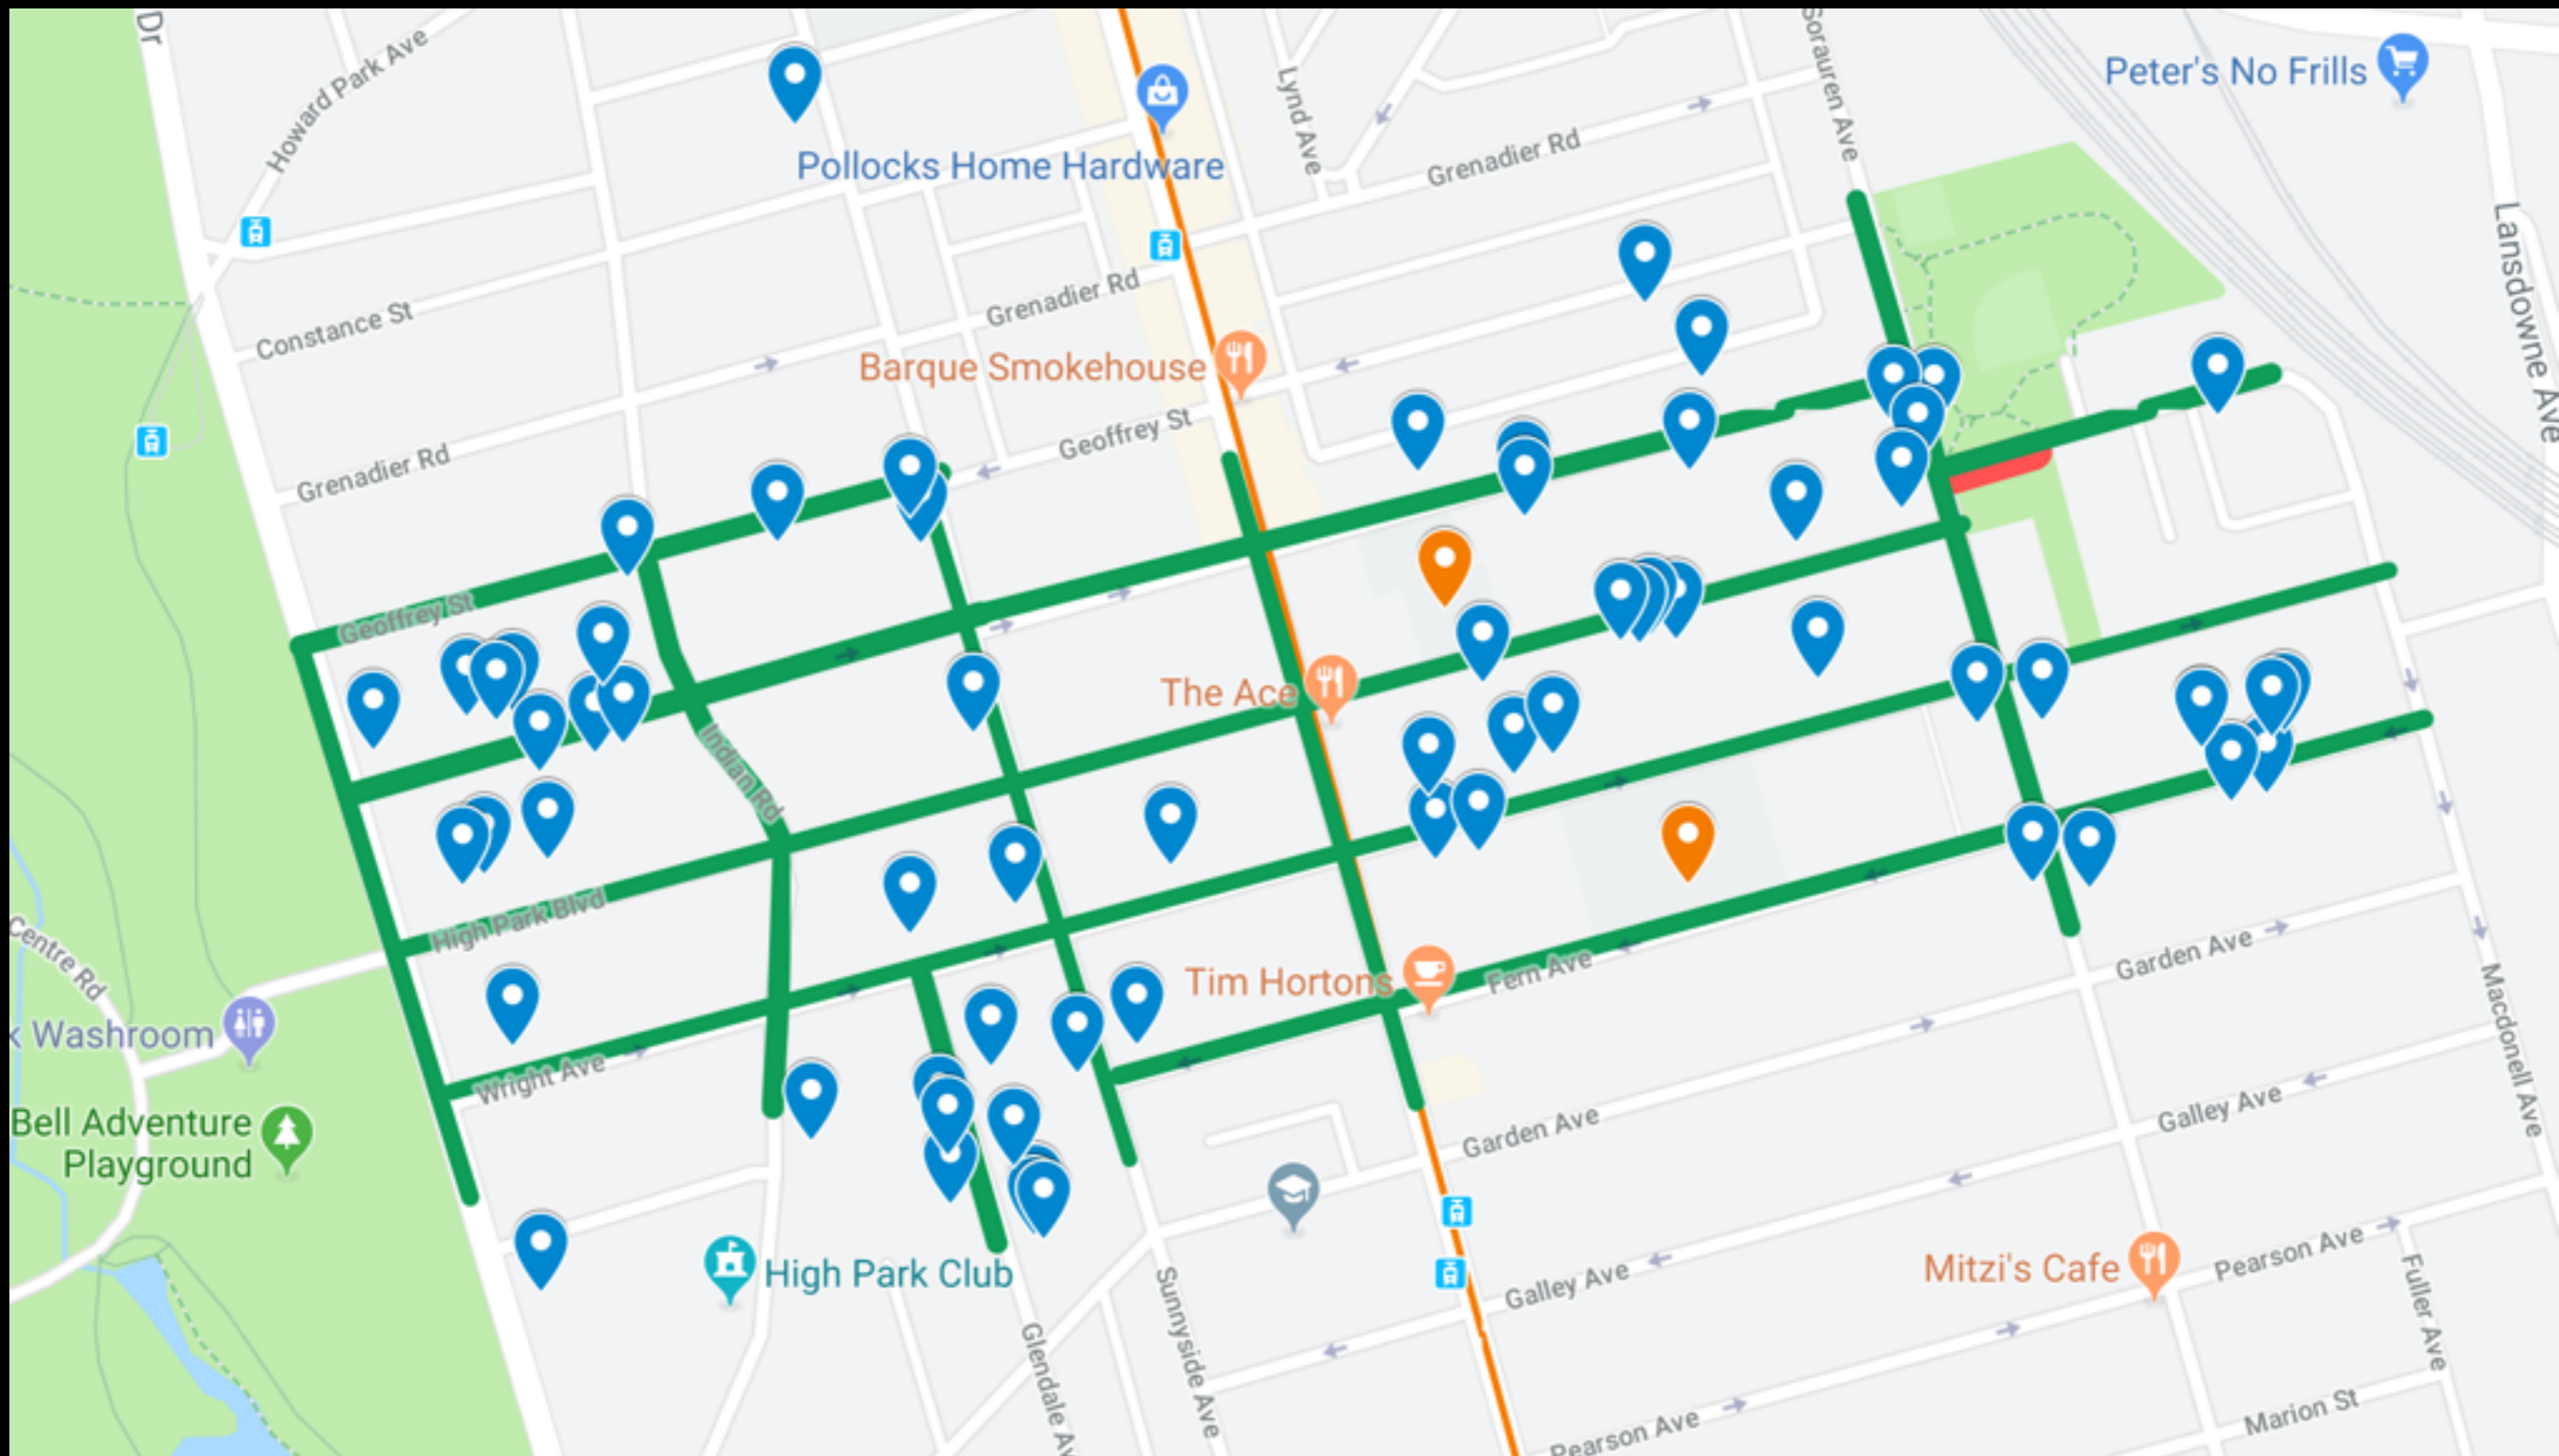 Dr
Howard Park Ave
Lynd Ave
Sorauren Ave
Peter's No Frills
Pollocks Home Hardware
Grenadier Rd
Lansdowne Ave
Constance St
Grenadier Rd
Barque Smokehouse
Geoffrey St
Grenadier Rd
Geoffrey St
The Ace
Indian Rd
High Park Blvd
Centre Rd
Tim Hortons
Fern Ave
Garden Ave
k Washroom
Wright Ave
Macdonell Ave
Bell Adventure
Playground
Garden Ave
Galley Ave
High Park Club
Galley Ave
Mitzi's Cafe
Pearson Ave
Fuller Ave
Sunnyside Ave
Glendale Av
Pearson Ave
Marion St